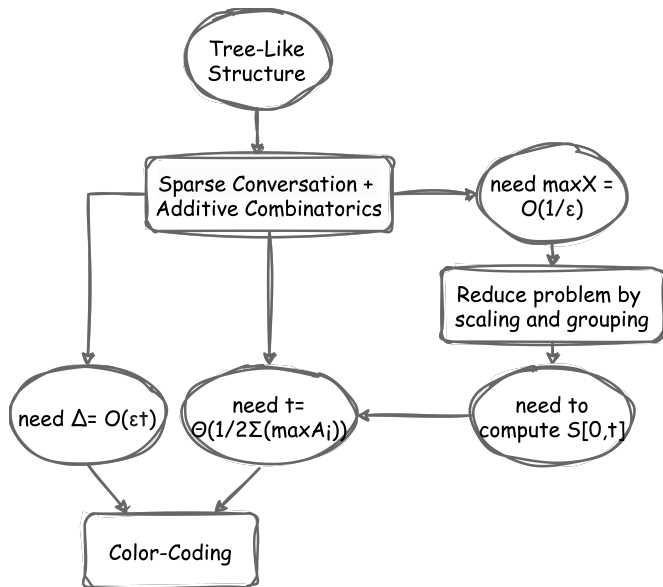 Tree-Like
Structure
Sparse Conversation +
Additive Combinatorics
need maxX =
O(1/ε)
Reduce problem by
scaling and grouping
need Δ= O(εt)
need t=
Θ(1/2Σ(maxAᵢ))
need to
compute S[0,t]
Color-Coding